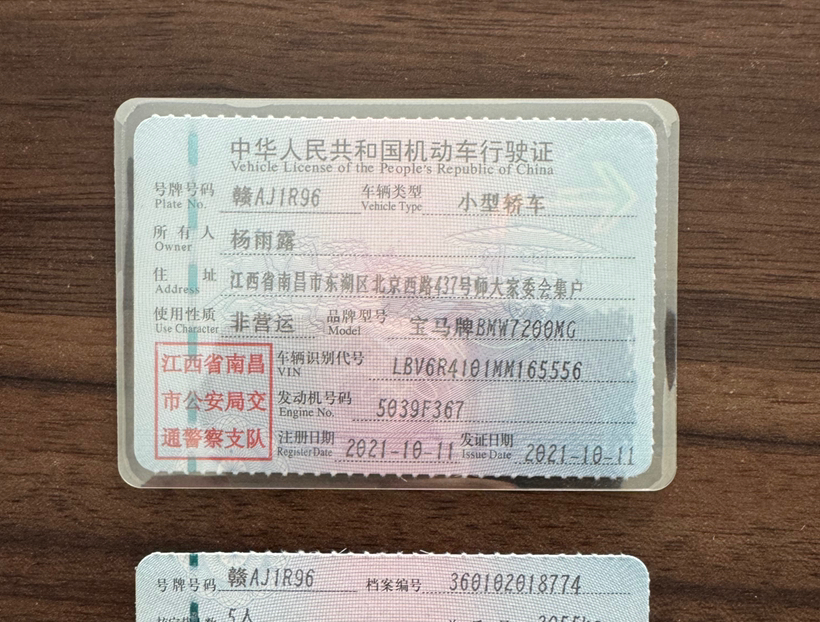 中华人民共和国机动车行驶证
Vehicle License of the People's Republic of China
号牌号码 赣AJ1R96 车辆类型 小型轿车
Plate No. Vehicle Type
所有人 杨雨露
Owner
住址 江西省南昌市东湖区北京西路437号师大家委会集户
Address
使用性质 非营运 品牌型号 宝马牌BMW7200MG
Use Character Model
江西省南昌 车辆识别代号 LBV6R4101MM165556
VIN
市公安局交 发动机号码 5039F367
Engine No.
通警察支队 注册日期 2021-10-11 发证日期 2021-10-11
Register Date Issue Date
号牌号码 赣AJ1R96 档案编号 360102018774
5人